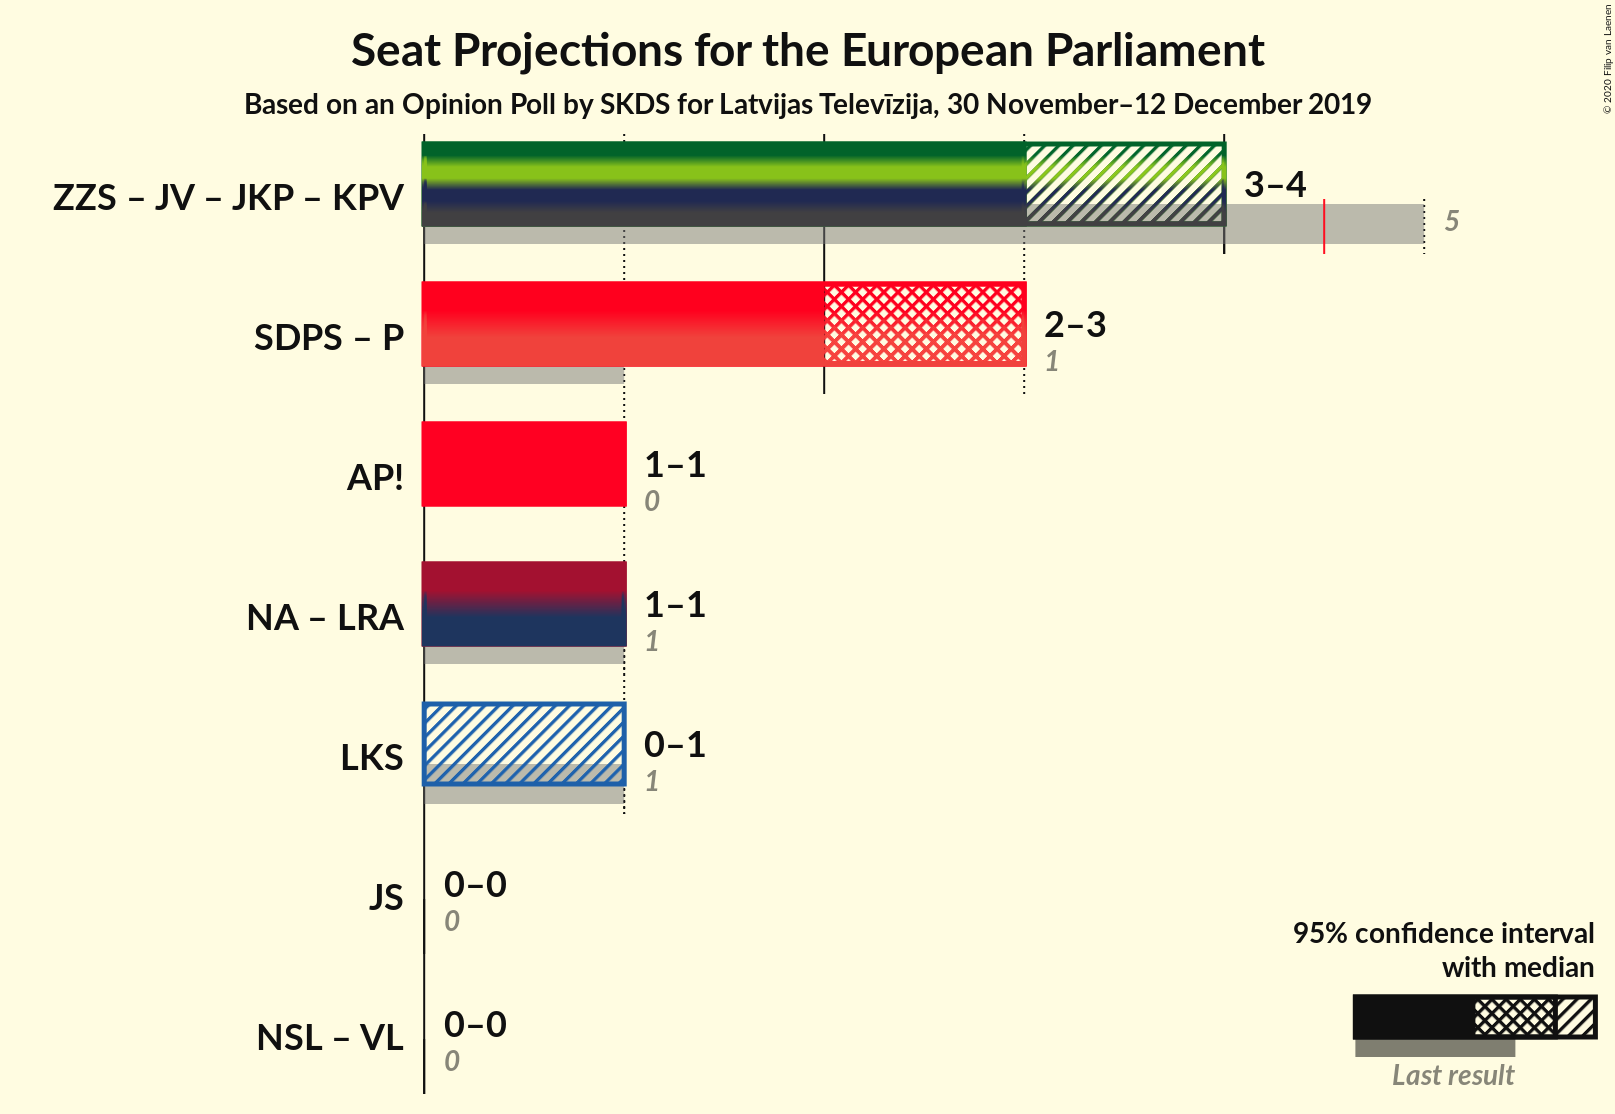 Seat Projections for the European Parliament
Based on an Opinion Poll by SKDS for Latvijas Televīzija, 30 November–12 December 2019
© 2020 Filip van Laenen
ZZS – JV – JKP – KPV
3–4
5
SDPS – P
2–3
1
AP!
1–1
0
NA – LRA
1–1
1
LKS
0–1
1
JS
0–0
0
NSL – VL
0–0
0
95% confidence interval
with median
Last result